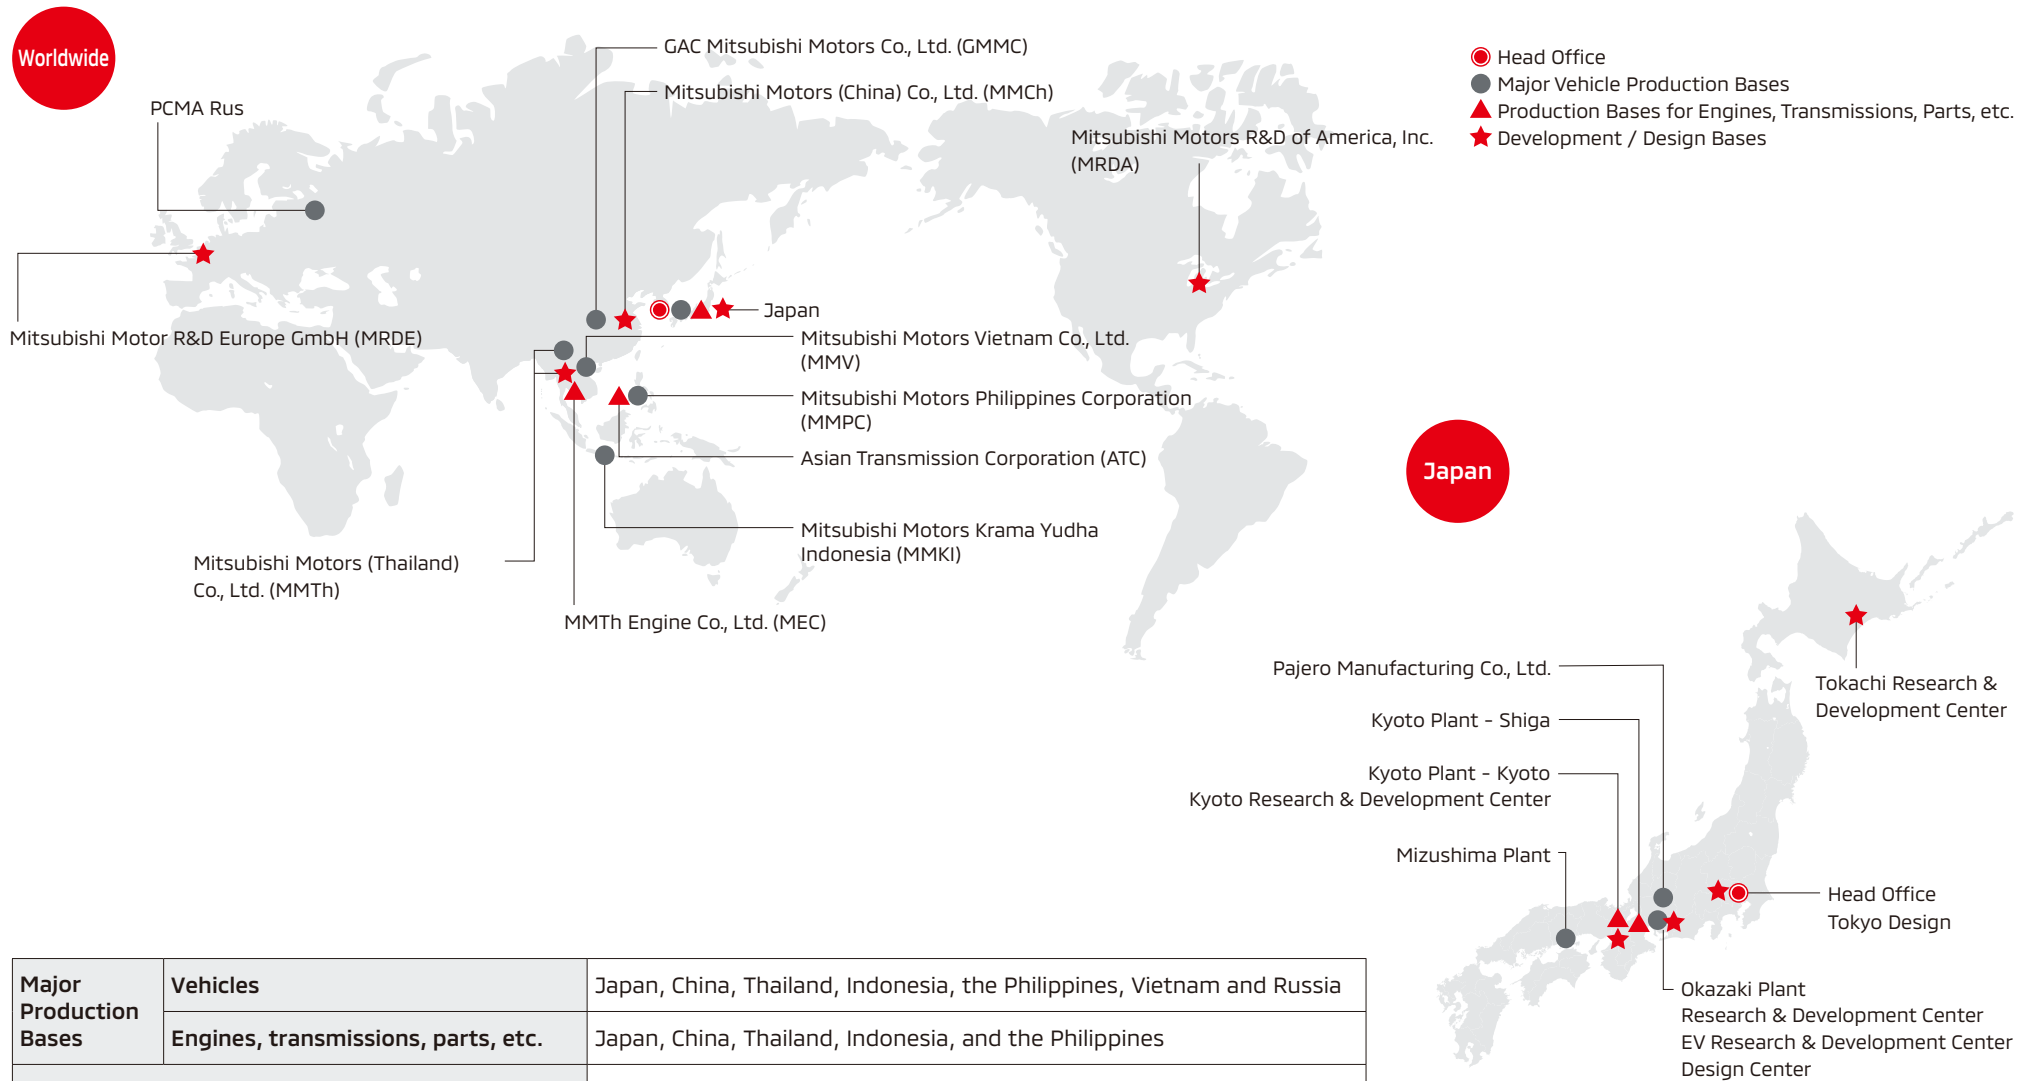 Worldwide
PCMA Rus
GAC Mitsubishi Motors Co., Ltd. (GMMC)
Mitsubishi Motors (China) Co., Ltd. (MMCh)
Mitsubishi Motors R&D of America, Inc.
(MRDA)
Head Office
Major Vehicle Production Bases
Production Bases for Engines, Transmissions, Parts, etc.
Development / Design Bases
Mitsubishi Motor R&D Europe GmbH (MRDE)
Japan
Mitsubishi Motors Vietnam Co., Ltd.
(MMV)
Mitsubishi Motors Philippines Corporation
(MMPC)
Asian Transmission Corporation (ATC)
Mitsubishi Motors Krama Yudha
Indonesia (MMKI)
Mitsubishi Motors (Thailand)
Co., Ltd. (MMTh)
MMTh Engine Co., Ltd. (MEC)
Japan
Tokachi Research &
Development Center
Pajero Manufacturing Co., Ltd.
Kyoto Plant - Shiga
Kyoto Plant - Kyoto
Kyoto Research & Development Center
Mizushima Plant
Head Office
Tokyo Design
Okazaki Plant
Research & Development Center
EV Research & Development Center
Design Center
Major
Production
Bases
Vehicles
Japan, China, Thailand, Indonesia, the Philippines, Vietnam and Russia
Engines, transmissions, parts, etc.
Japan, China, Thailand, Indonesia, and the Philippines